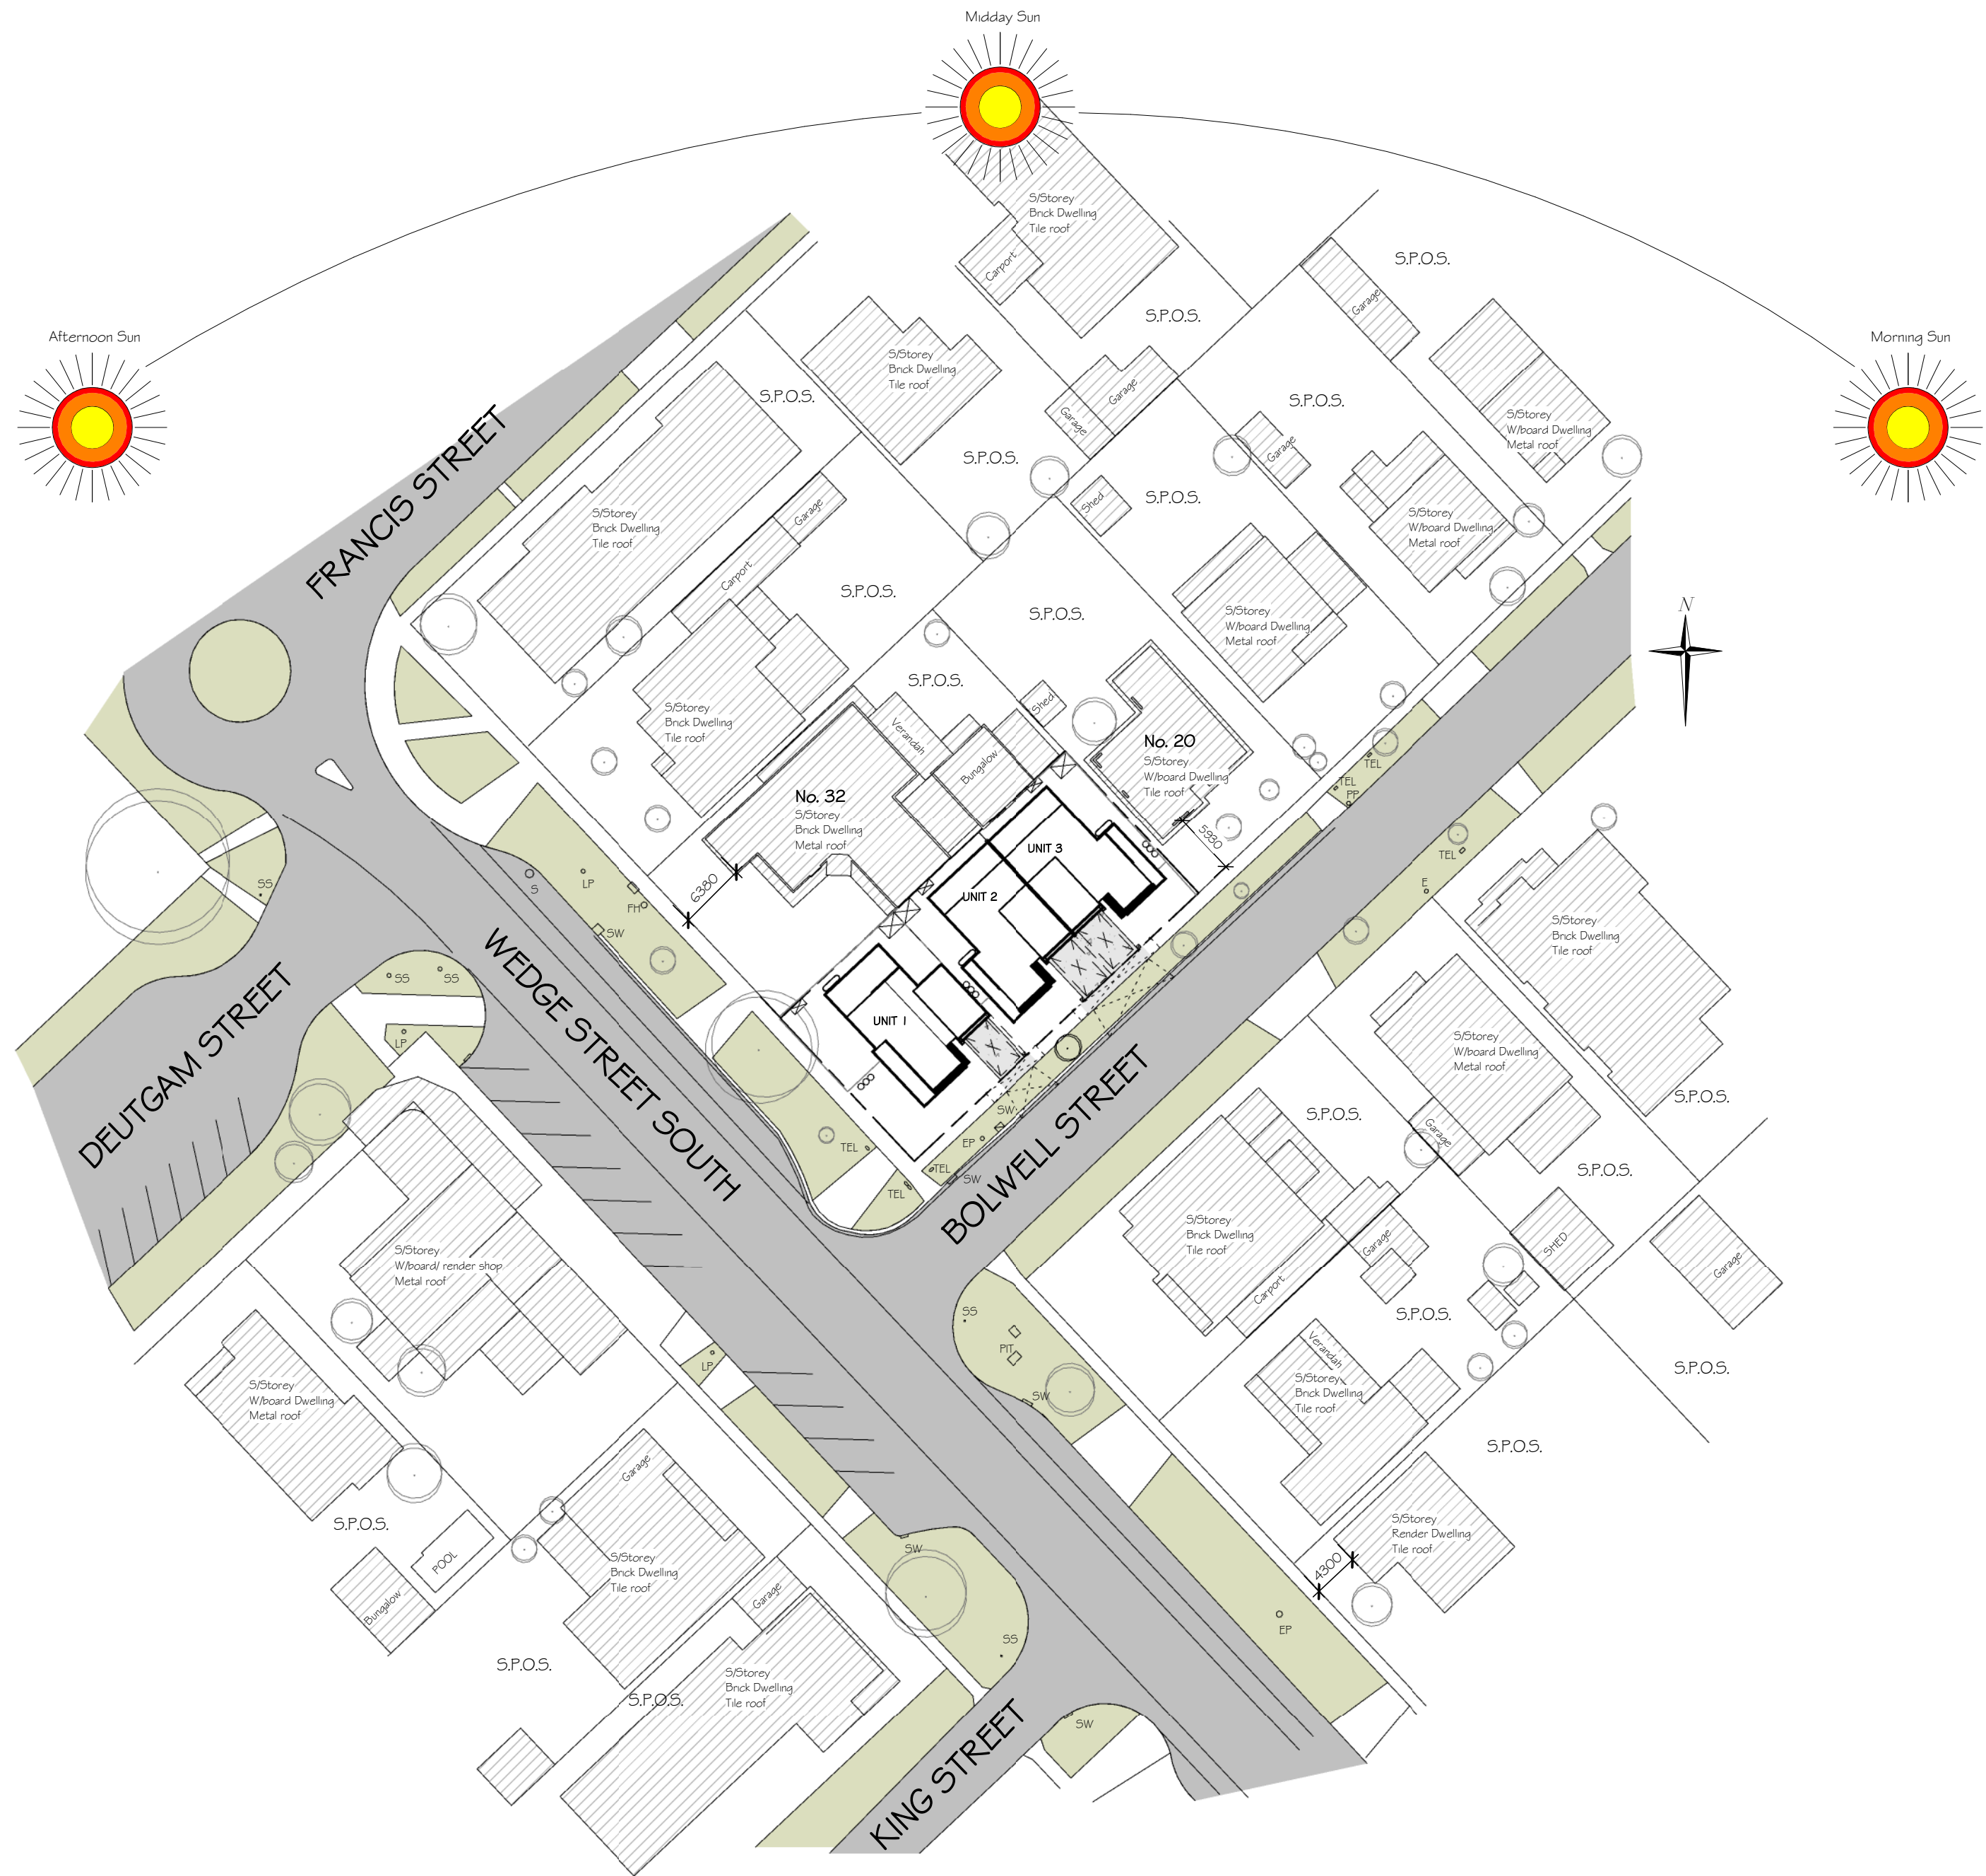 Midday Sun
Afternoon Sun
Morning Sun
S/Storey
Brick Dwelling
Tile roof
Carport
S.P.O.S.
Garage
S.P.O.S.
S/Storey
Brick Dwelling
Tile roof
S.P.O.S.
Garage
Garage
S.P.O.S.
S/Storey
W/board Dwelling
Metal roof
FRANCIS STREET
S.P.O.S.
Garage
Shed
S.P.O.S.
S/Storey
Brick Dwelling
Tile roof
Garage
S/Storey
W/board Dwelling
Metal roof
Carport
S.P.O.S.
S.P.O.S.
S/Storey
W/board Dwelling
Metal roof
N
S.P.O.S.
Shed
S/Storey
Brick Dwelling
Tile roof
Verandah
Bungalow
No. 20
S/Storey
W/board Dwelling
Tile roof
TEL
TEL
PP
No. 32
S/Storey
Brick Dwelling
Metal roof
5930
6380
UNIT 3
UNIT 2
UNIT 1
TEL
E
SS
S
LP
FH
SW
S/Storey
Brick Dwelling
Tile roof
SS
SS
LP
WEDGE STREET SOUTH
DEUTGAM STREET
BOLWELL STREET
S/Storey
W/board Dwelling
Metal roof
S.P.O.S.
SW
EP
TEL
TEL
SW
TEL
S.P.O.S.
Garage
S.P.O.S.
S/Storey
Brick Dwelling
Tile roof
Garage
Carport
SHED
Garage
S/Storey
W/board/ render shop
Metal roof
SS
PIT
SW
S.P.O.S.
LP
Verandah
S/Storey
Brick Dwelling
Tile roof
S.P.O.S.
S/Storey
W/board Dwelling
Metal roof
S.P.O.S.
Garage
S.P.O.S.
POOL
Bungalow
S/Storey
Brick Dwelling
Tile roof
Garage
SW
S/Storey
Render Dwelling
Tile roof
4300
EP
SS
S.P.O.S.
S.P.O.S.
S/Storey
Brick Dwelling
Tile roof
SW
KING STREET